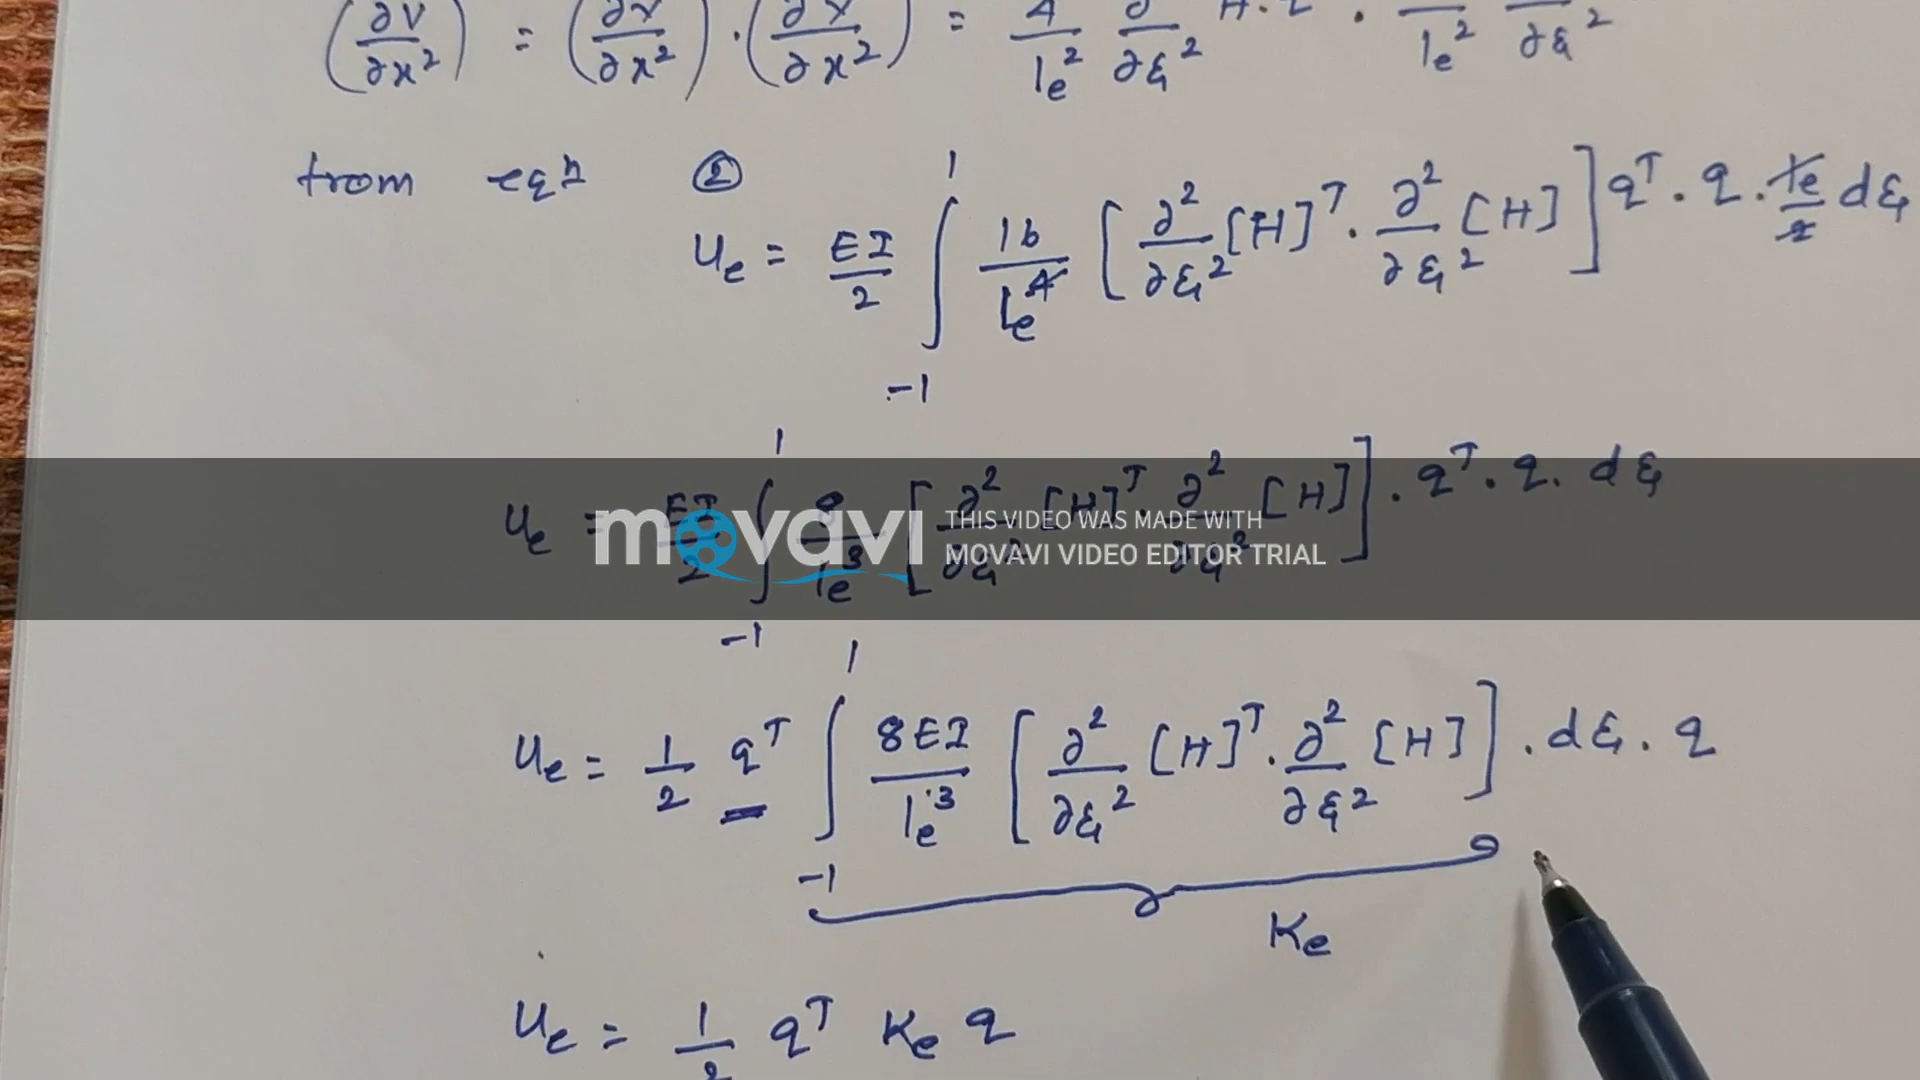 (∂v/∂x²) = (∂v/∂x²) · (∂v/∂x²) = 4/le² ∂/∂ξ² H·q · /le² ∂ξ²
from eqn ②
Ue = EI/2 ∫₋₁¹ 16/le⁴ [∂²/∂ξ² [H]ᵀ · ∂²/∂ξ² [H]] qᵀ · q · le/2 dξ
Ue = EI/2 ∫₋₁¹ 8/le³ [∂²/∂ξ² [H]ᵀ · ∂²/∂ξ² [H]] · qᵀ · q · dξ
movavi THIS VIDEO WAS MADE WITH
MOVAVI VIDEO EDITOR TRIAL
Ue = 1/2 qᵀ ∫₋₁¹ 8EI/le³ [∂²/∂ξ² [H]ᵀ · ∂²/∂ξ² [H]] · dξ · q
Ke
Ue = 1/2 qᵀ Ke q